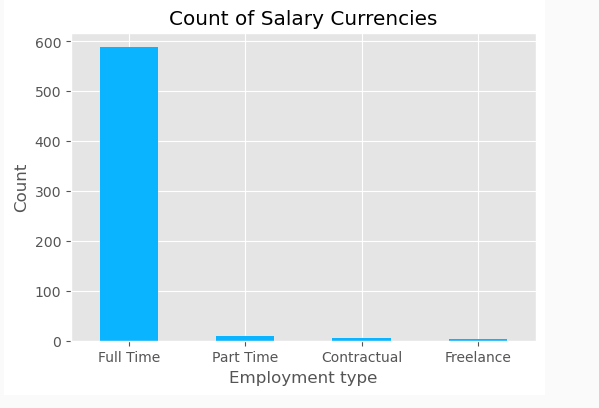 Count of Salary Currencies
600
500
400
300
200
100
0
Count
Full Time Part Time Contractual Freelance
Employment type